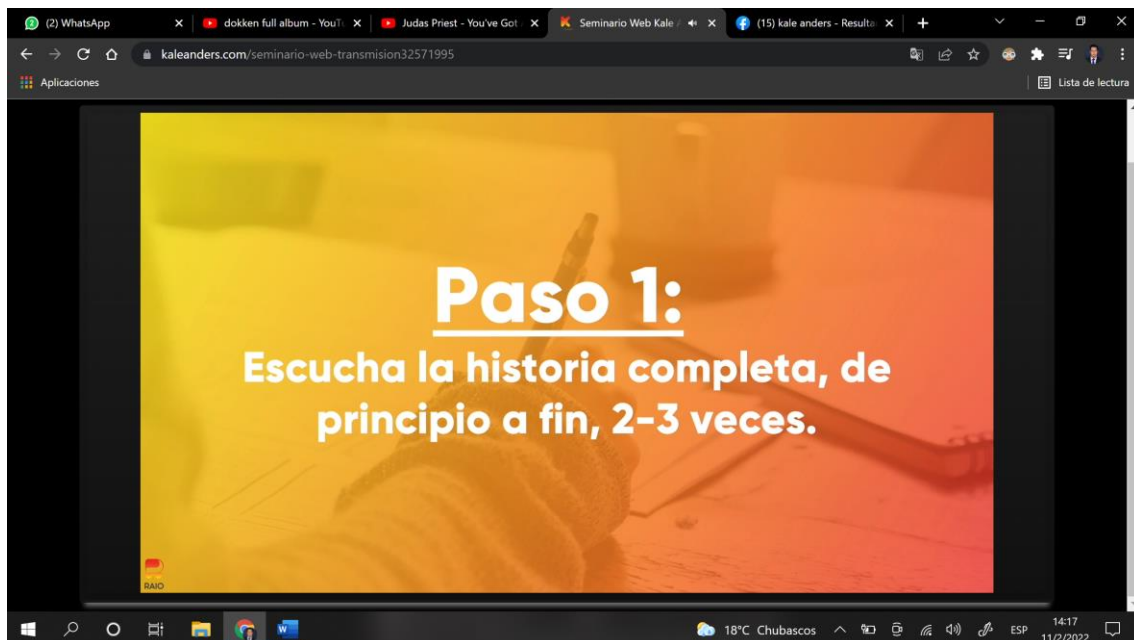 (2) WhatsApp
dokken full album - YouT
Judas Priest - You've Got
Seminario Web Kale
(15) kale anders - Resulta
kaleanders.com/seminario-web-transmision32571995
Aplicaciones
Lista de lectura
Paso 1:
Escucha la historia completa, de
principio a fin, 2-3 veces.
RAIO
18°C Chubascos
ESP
14:17
11/2/2022